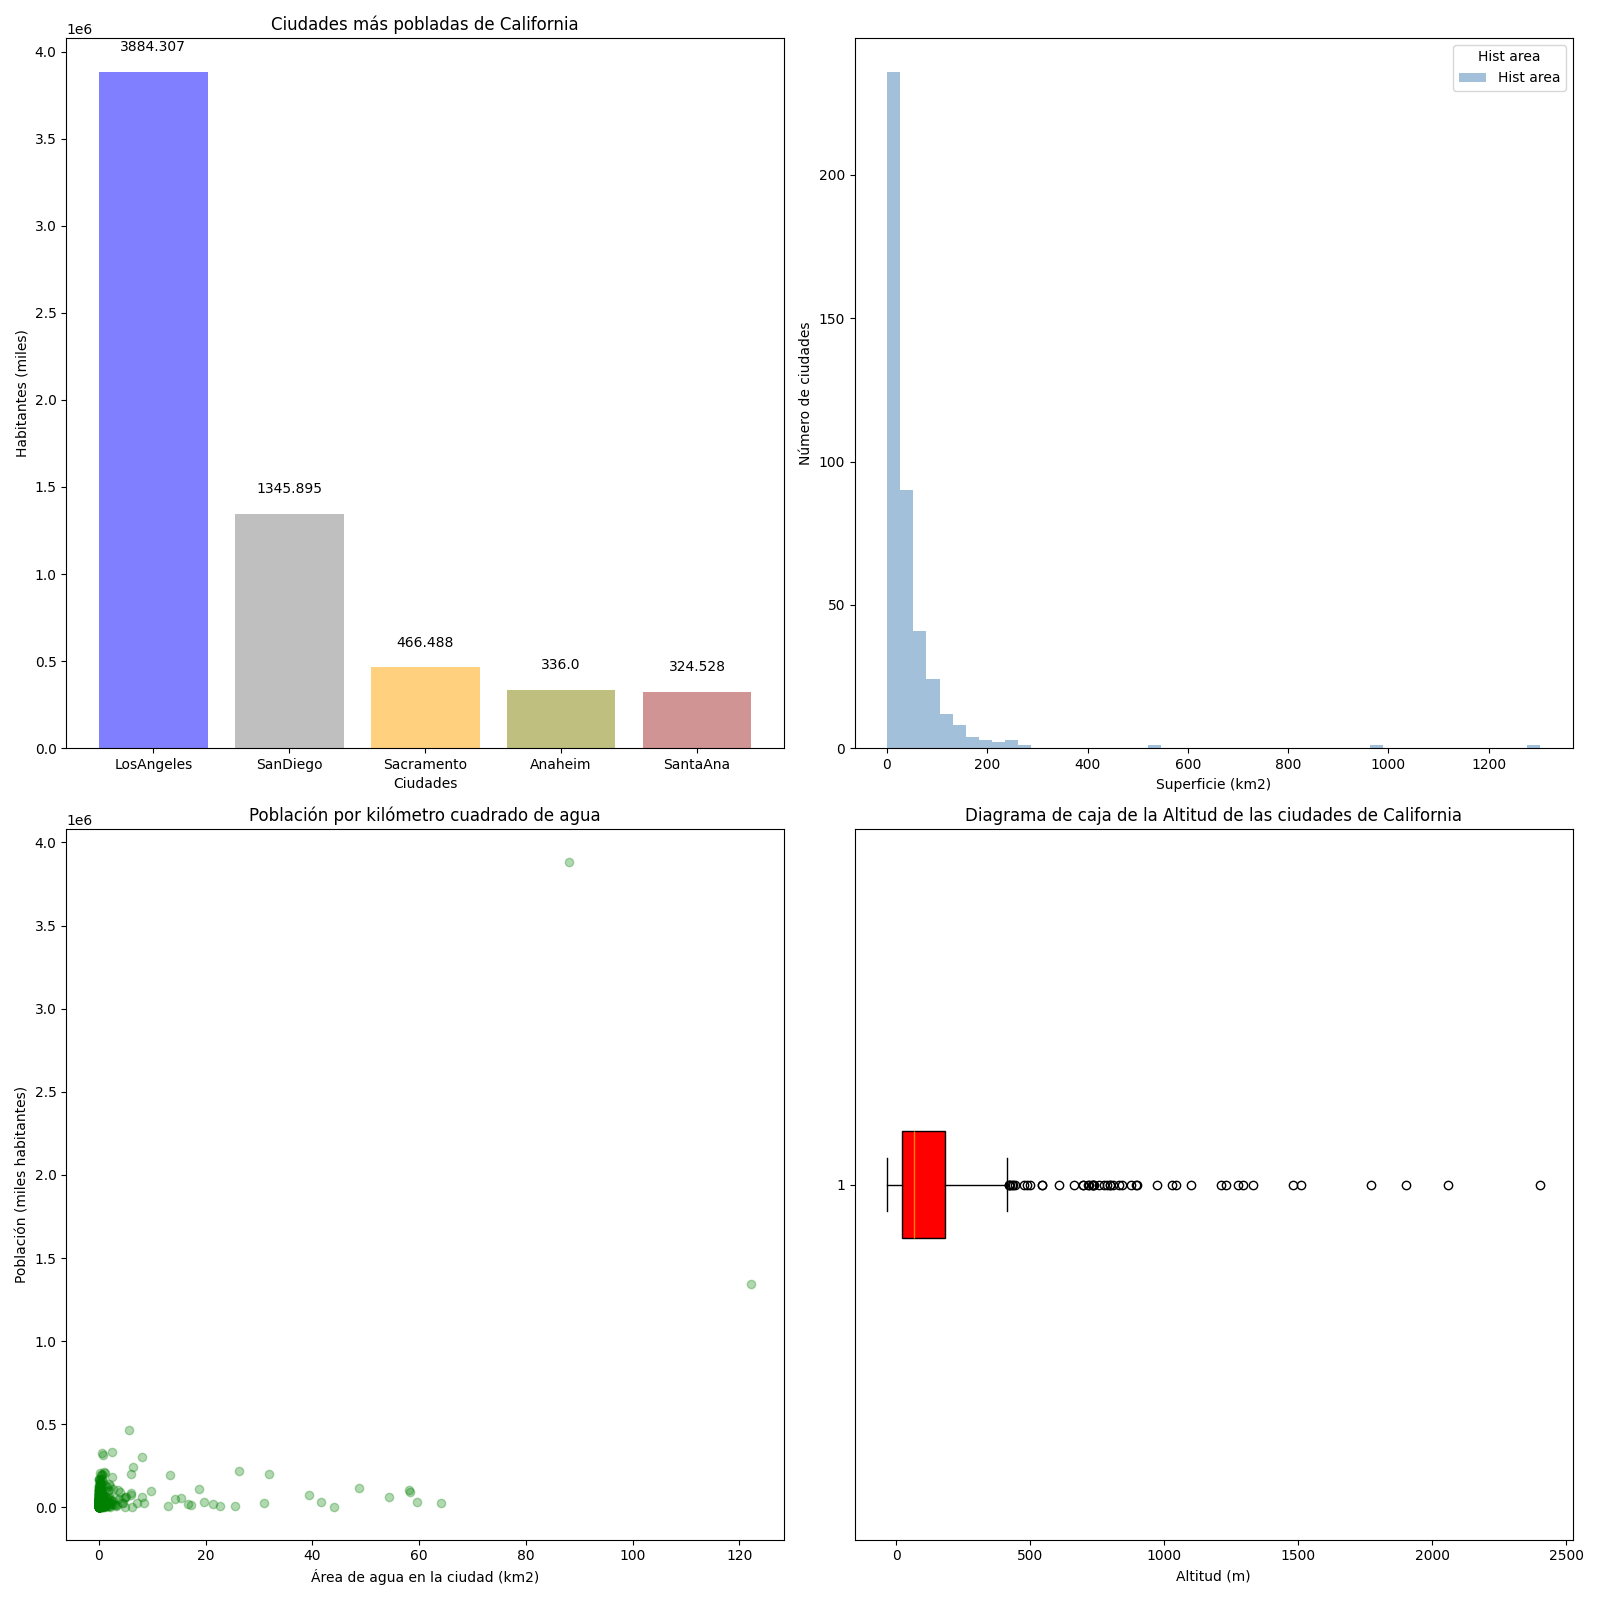 Ciudades más pobladas de California
1e6
4.0
3.5
3.0
2.5
2.0
1.5
1.0
0.5
0.0
Habitantes (miles)
3884.307
1345.895
466.488
336.0
324.528
LosAngeles SanDiego Sacramento Anaheim SantaAna
Ciudades
Hist area
Hist area
200
150
100
50
0
Número de ciudades
0 200 400 600 800 1000 1200
Superficie (km2)
Población por kilómetro cuadrado de agua
1e6
4.0
3.5
3.0
2.5
2.0
1.5
1.0
0.5
0.0
Población (miles habitantes)
0 20 40 60 80 100 120
Área de agua en la ciudad (km2)
Diagrama de caja de la Altitud de las ciudades de California
1
0 500 1000 1500 2000 2500
Altitud (m)